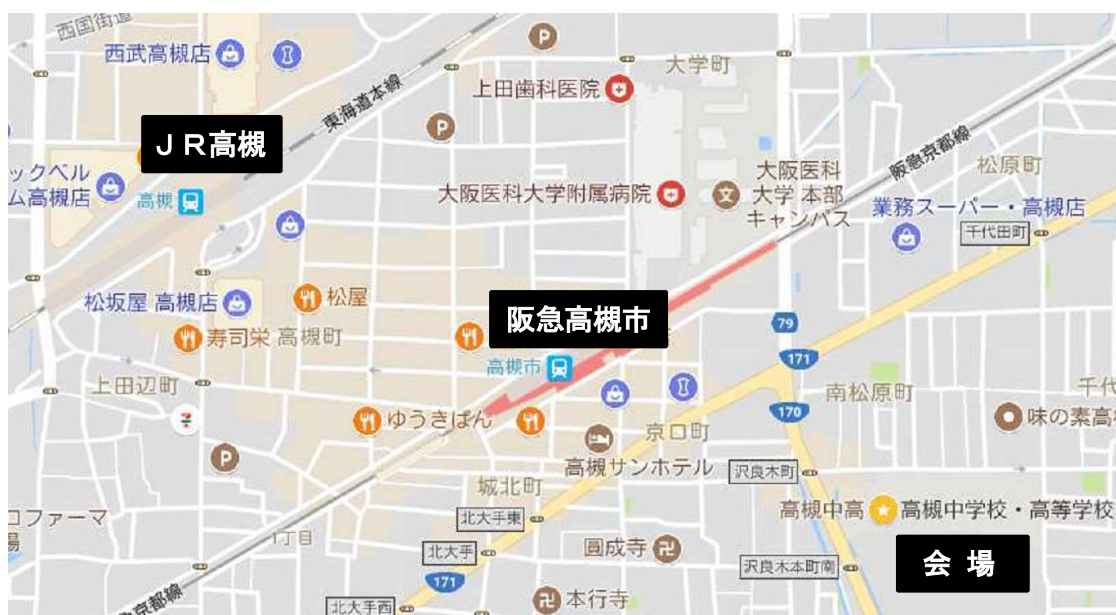 西国街道
西武高槻店
P
大学町
上田歯科医院
東海道本線
ＪＲ高槻
P
阪急京都線
松原町
ックベル
ム高槻店
高槻
大阪医科大学附属病院
文
大阪医科
大学 本部
キャンパス
業務スーパー・高槻店
千代田町
松坂屋 高槻店
松屋
阪急高槻市
79
寿司栄
高槻町
高槻市
171
上田辺町
南松原町
千代
170
味の素高
ゆうきぱん
京口町
P
高槻サンホテル
沢良木町
城北町
高槻中高
高槻中学校・高等学校
コファーマ
場
北大手東
1丁目
北大手
圓成寺
沢良木本町南
会 場
171
急京都線
北大手西
本行寺